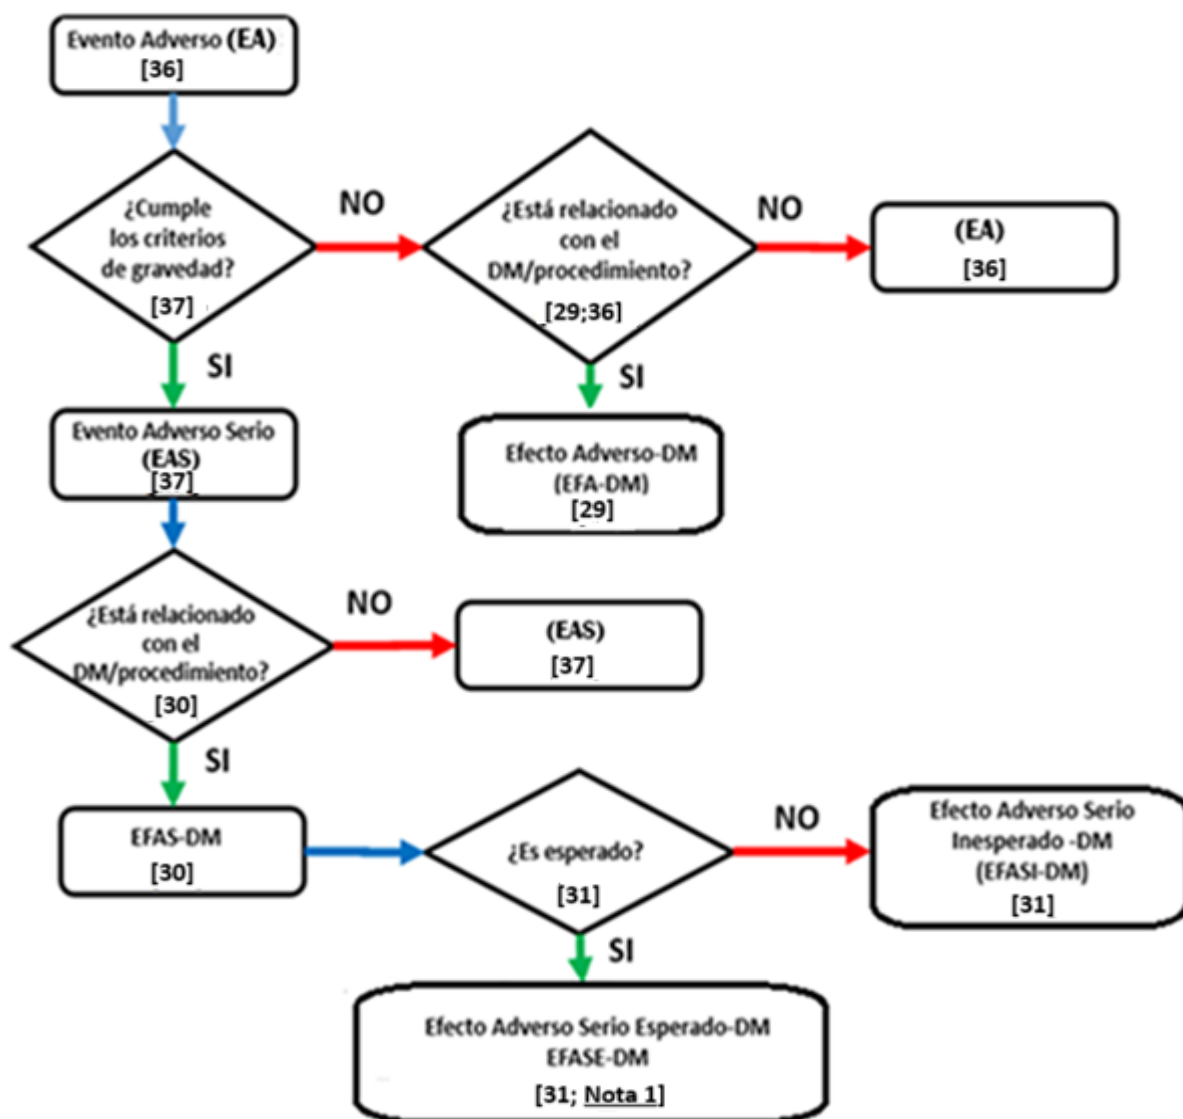 Evento Adverso (EA)
[36]
¿Cumple
los criterios
de gravedad?
[37]
NO
¿Está relacionado
con el
DM/procedimiento?
[29;36]
NO
(EA)
[36]
SI
SI
Evento Adverso Serio
(EAS)
[37]
Efecto Adverso-DM
(EFA-DM)
[29]
¿Está relacionado
con el
DM/procedimiento?
[30]
NO
(EAS)
[37]
SI
EFAS-DM
[30]
¿Es esperado?
[31]
NO
Efecto Adverso Serio
Inesperado -DM
(EFASI-DM)
[31]
SI
Efecto Adverso Serio Esperado-DM
EFASE-DM
[31; Nota 1]